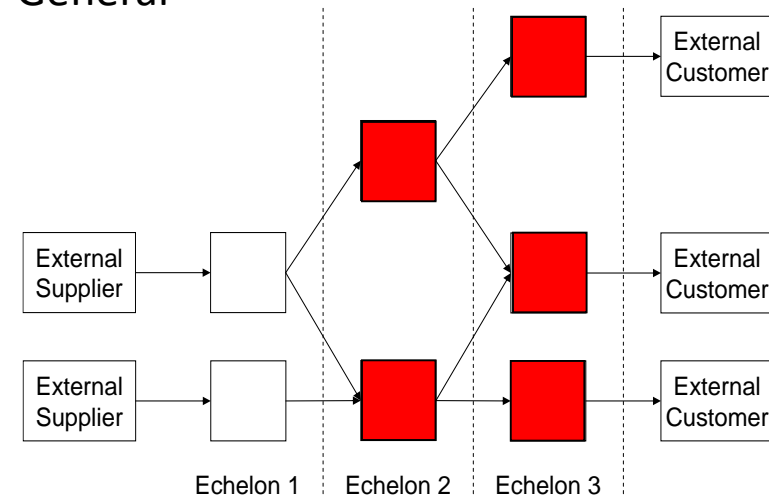 General
External
Customer
External
Supplier
External
Customer
External
Supplier
External
Customer
Echelon 1
Echelon 2
Echelon 3